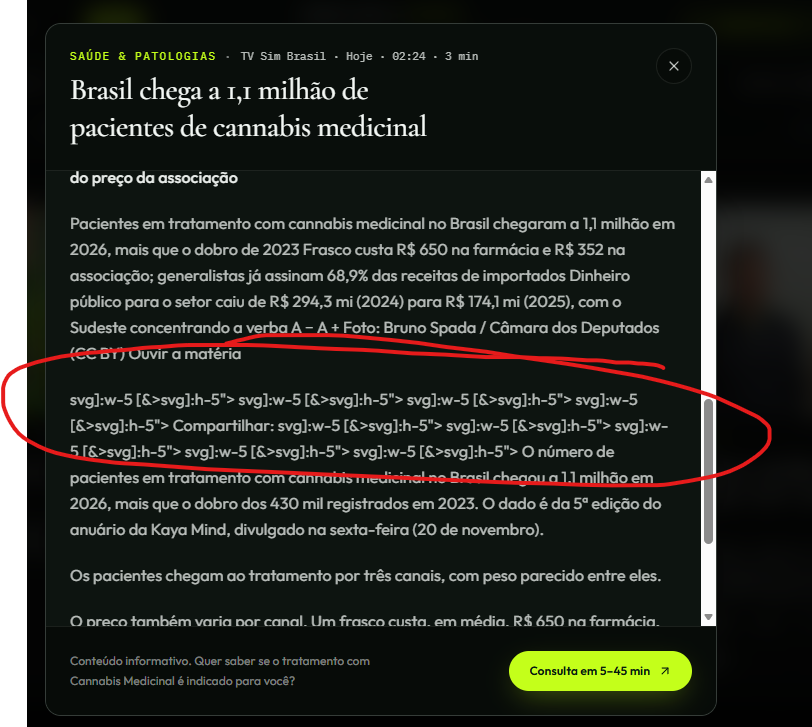 SAÚDE & PATOLOGIAS · TV Sim Brasil · Hoje · 02:24 · 3 min
Brasil chega a 1,1 milhão de
pacientes de cannabis medicinal
do preço da associação
Pacientes em tratamento com cannabis medicinal no Brasil chegaram a 1,1 milhão em
2026, mais que o dobro de 2023 Frasco custa R$ 650 na farmácia e R$ 352 na
associação; generalistas já assinam 68,9% das receitas de importados Dinheiro
público para o setor caiu de R$ 294,3 mi (2024) para R$ 174,1 mi (2025), com o
Sudeste concentrando a verba A − A + Foto: Bruno Spada / Câmara dos Deputados
(CC BY) Ouvir a matéria
svg]:w-5 [&>svg]:h-5"> svg]:w-5 [&>svg]:h-5"> svg]:w-5 [&>svg]:h-5"> svg]:w-5
[&>svg]:h-5"> Compartilhar: svg]:w-5 [&>svg]:h-5"> svg]:w-5 [&>svg]:h-5"> svg]:w-
5 [&>svg]:h-5"> svg]:w-5 [&>svg]:h-5"> svg]:w-5 [&>svg]:h-5"> O número de
pacientes em tratamento com cannabis medicinal no Brasil chegou a 1,1 milhão em
2026, mais que o dobro dos 430 mil registrados em 2023. O dado é da 5ª edição do
anuário da Kaya Mind, divulgado na sexta-feira (20 de novembro).
Os pacientes chegam ao tratamento por três canais, com peso parecido entre eles.
O preço também varia por canal. Um frasco custa, em média, R$ 650 na farmácia,
Conteúdo informativo. Quer saber se o tratamento com
Cannabis Medicinal é indicado para você?
Consulta em 5–45 min